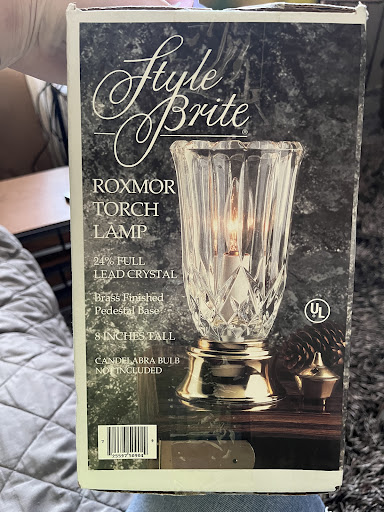 Style
Brite®
ROXMOR
TORCH
LAMP
24% FULL
LEAD CRYSTAL
Brass Finished
Pedestal Base
8 INCHES TALL
CANDELABRA BULB
NOT INCLUDED
UL